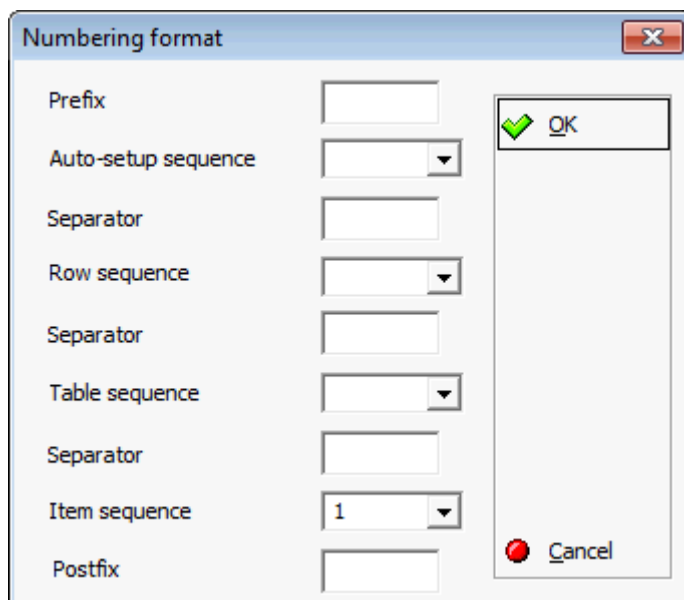 Numbering format
Prefix
OK
Auto-setup sequence
Separator
Row sequence
Separator
Table sequence
Separator
Item sequence 1
Cancel
Postfix